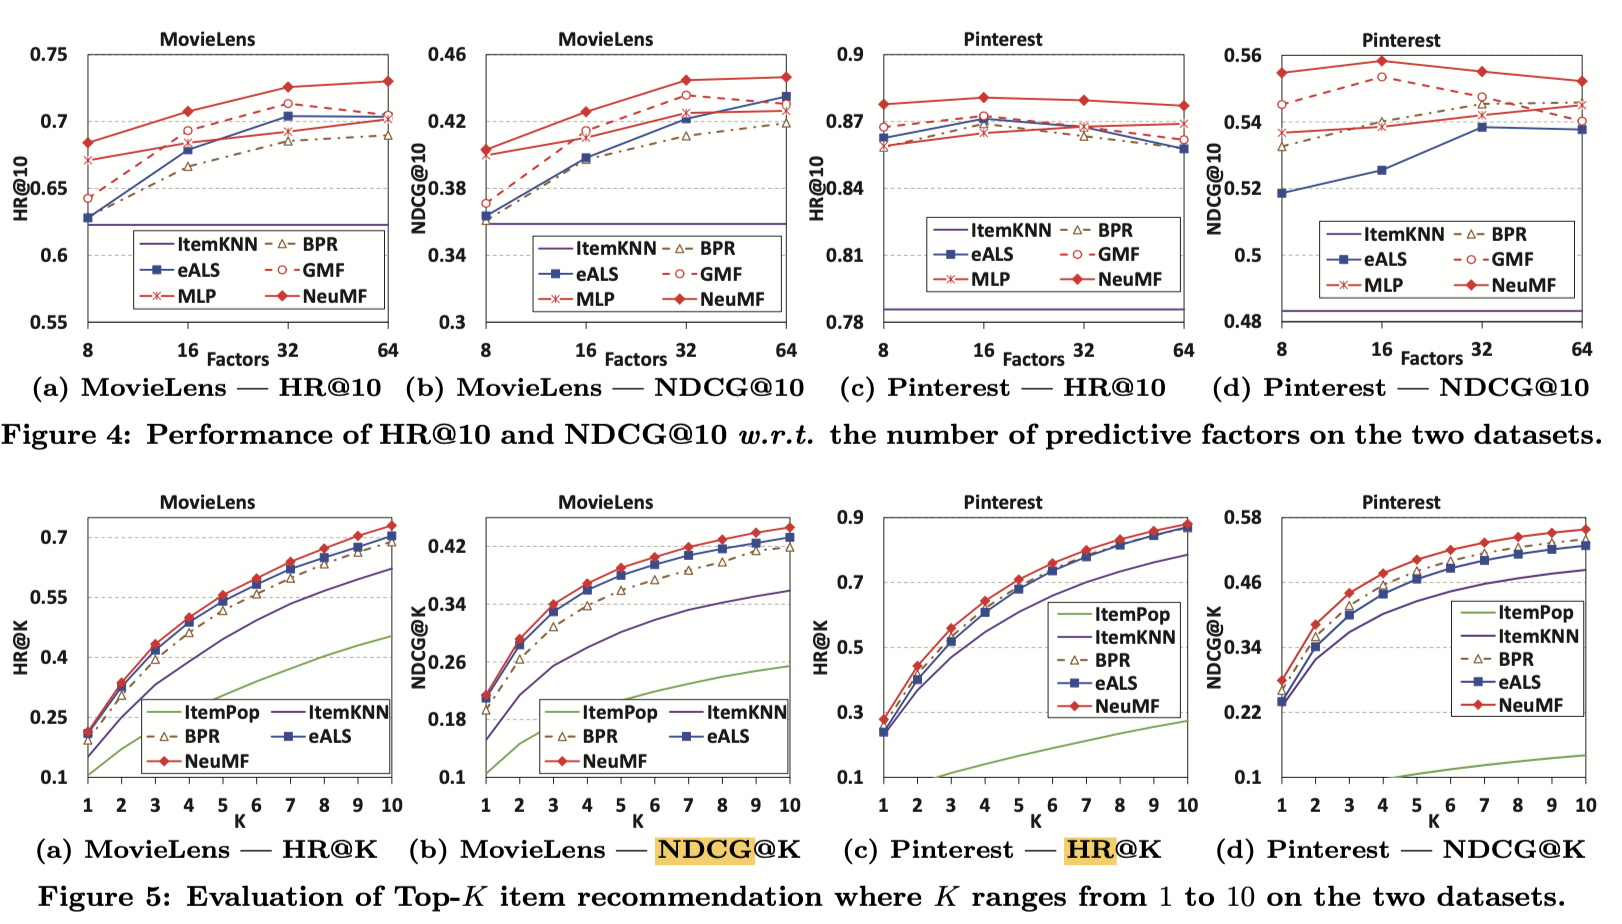 MovieLens
0.75
0.7
0.65
0.6
0.55
HR@10
ItemKNN
BPR
eALS
GMF
MLP
NeuMF
8
16
32
64
Factors
(a) MovieLens — HR@10
MovieLens
0.46
0.42
0.38
0.34
0.3
NDCG@10
ItemKNN
BPR
eALS
GMF
MLP
NeuMF
8
16
32
64
Factors
(b) MovieLens — NDCG@10
Pinterest
0.9
0.87
0.84
0.81
0.78
HR@10
ItemKNN
BPR
eALS
GMF
MLP
NeuMF
8
16
32
64
Factors
(c) Pinterest — HR@10
Pinterest
0.56
0.54
0.52
0.5
0.48
NDCG@10
ItemKNN
BPR
eALS
GMF
MLP
NeuMF
8
16
32
64
Factors
(d) Pinterest — NDCG@10
Figure 4: Performance of HR@10 and NDCG@10 w.r.t. the number of predictive factors on the two datasets.
MovieLens
0.7
0.55
0.4
0.25
0.1
HR@K
ItemPop
ItemKNN
BPR
eALS
NeuMF
1 2 3 4 5 6 7 8 9 10
K
(a) MovieLens — HR@K
MovieLens
0.42
0.34
0.26
0.18
0.1
NDCG@K
ItemPop
ItemKNN
BPR
eALS
NeuMF
1 2 3 4 5 6 7 8 9 10
K
(b) MovieLens — NDCG@K
Pinterest
0.9
0.7
0.5
0.3
0.1
HR@K
ItemPop
ItemKNN
BPR
eALS
NeuMF
1 2 3 4 5 6 7 8 9 10
K
(c) Pinterest — HR@K
Pinterest
0.58
0.46
0.34
0.22
0.1
NDCG@K
ItemPop
ItemKNN
BPR
eALS
NeuMF
1 2 3 4 5 6 7 8 9 10
K
(d) Pinterest — NDCG@K
Figure 5: Evaluation of Top-K item recommendation where K ranges from 1 to 10 on the two datasets.